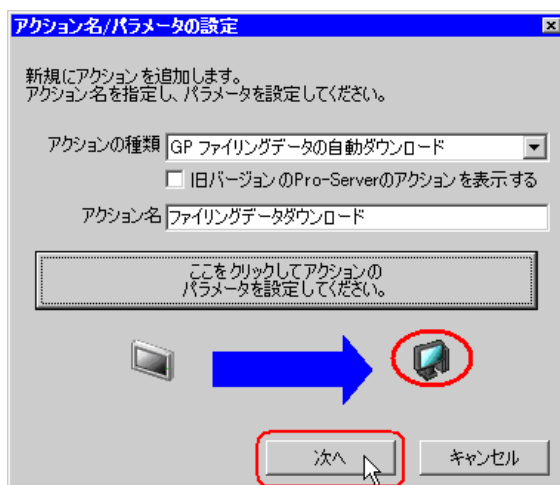 アクション名/パラメータの設定
新規にアクションを追加します。
アクション名を指定し、パラメータを設定してください。
アクションの種類 GP ファイリングデータの自動ダウンロード
旧バージョンのPro-Serverのアクションを表示する
アクション名 ファイリングデータダウンロード
ここをクリックしてアクションの
パラメータを設定してください。
次へ キャンセル